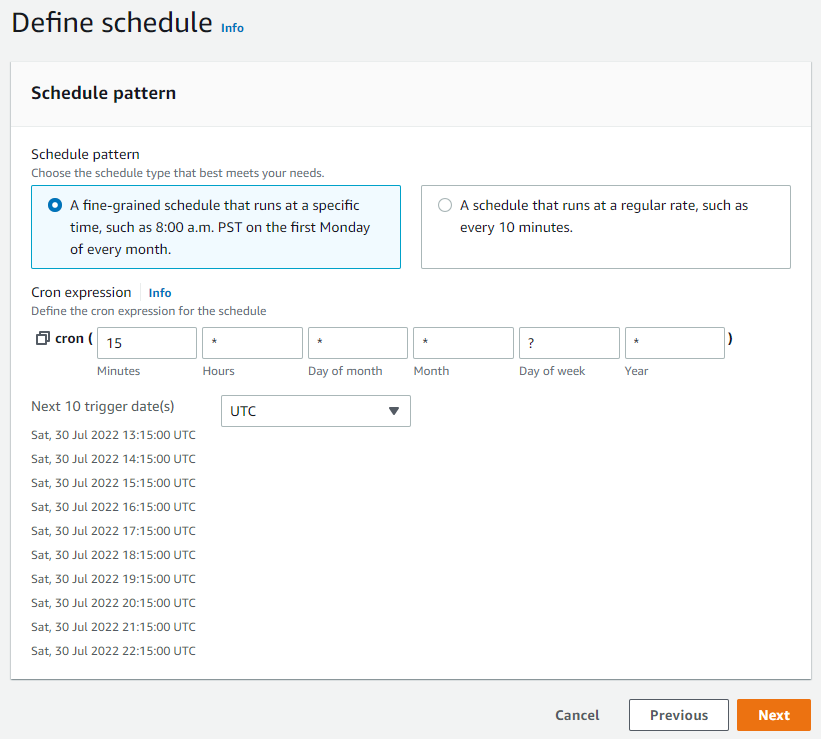 Define schedule Info
Schedule pattern
Schedule pattern
Choose the schedule type that best meets your needs.
A fine-grained schedule that runs at a specific
time, such as 8:00 a.m. PST on the first Monday
of every month.
A schedule that runs at a regular rate, such as
every 10 minutes.
Cron expression Info
Define the cron expression for the schedule
cron ( 15 * * * ? * )
Minutes Hours Day of month Month Day of week Year
Next 10 trigger date(s) UTC
Sat, 30 Jul 2022 13:15:00 UTC
Sat, 30 Jul 2022 14:15:00 UTC
Sat, 30 Jul 2022 15:15:00 UTC
Sat, 30 Jul 2022 16:15:00 UTC
Sat, 30 Jul 2022 17:15:00 UTC
Sat, 30 Jul 2022 18:15:00 UTC
Sat, 30 Jul 2022 19:15:00 UTC
Sat, 30 Jul 2022 20:15:00 UTC
Sat, 30 Jul 2022 21:15:00 UTC
Sat, 30 Jul 2022 22:15:00 UTC
Cancel Previous Next